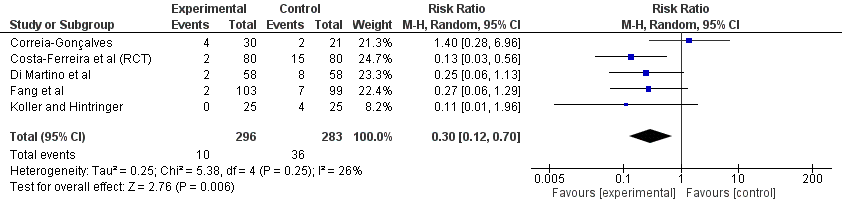 Experimental Control Risk Ratio Risk Ratio
Study or Subgroup Events Total Events Total Weight M-H, Random, 95% CI M-H, Random, 95% CI
Correia-Gonçalves 4 30 2 21 21.3% 1.40 [0.28, 6.96]
Costa-Ferreira et al (RCT) 2 80 15 80 24.7% 0.13 [0.03, 0.56]
Di Martino et al 2 58 8 58 23.3% 0.25 [0.06, 1.13]
Fang et al 2 103 7 99 22.4% 0.27 [0.06, 1.29]
Koller and Hintringer 0 25 4 25 8.2% 0.11 [0.01, 1.96]
Total (95% CI) 296 283 100.0% 0.30 [0.12, 0.70]
Total events 10 36
Heterogeneity: Tau² = 0.25; Chi² = 5.38, df = 4 (P = 0.25); I² = 26%
Test for overall effect: Z = 2.76 (P = 0.006)
0.005 0.1 1 10 200
Favours [experimental] Favours [control]